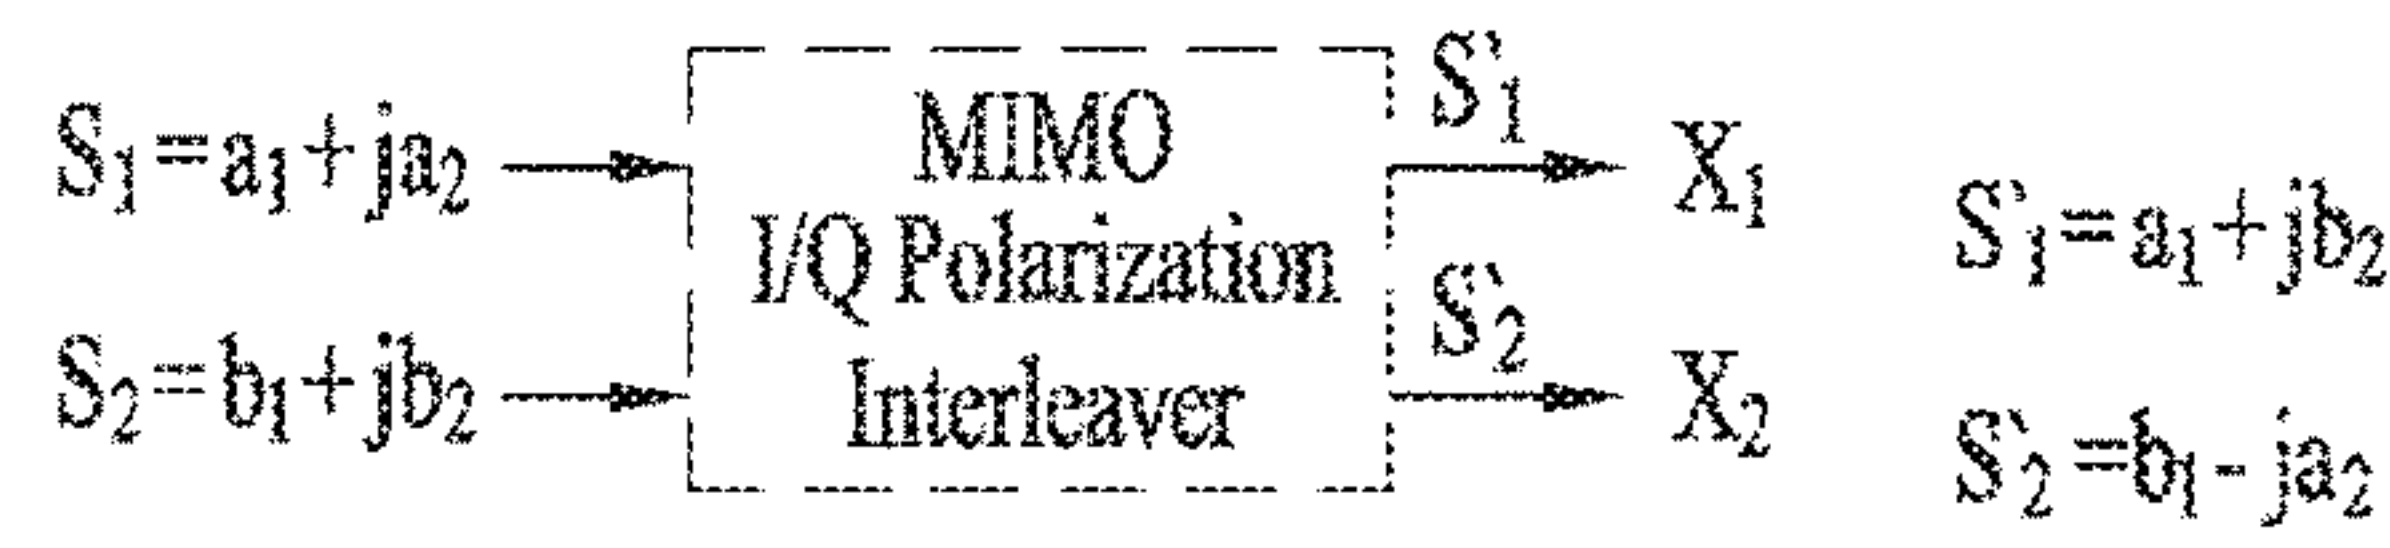 S₁=a₁+ja₂
S₂=b₁+jb₂
MIMO
I/Q Polarization
Interleaver
S`₁
X₁
S`₂
X₂
S`₁=a₁+jb₂
S`₂=b₁-ja₂